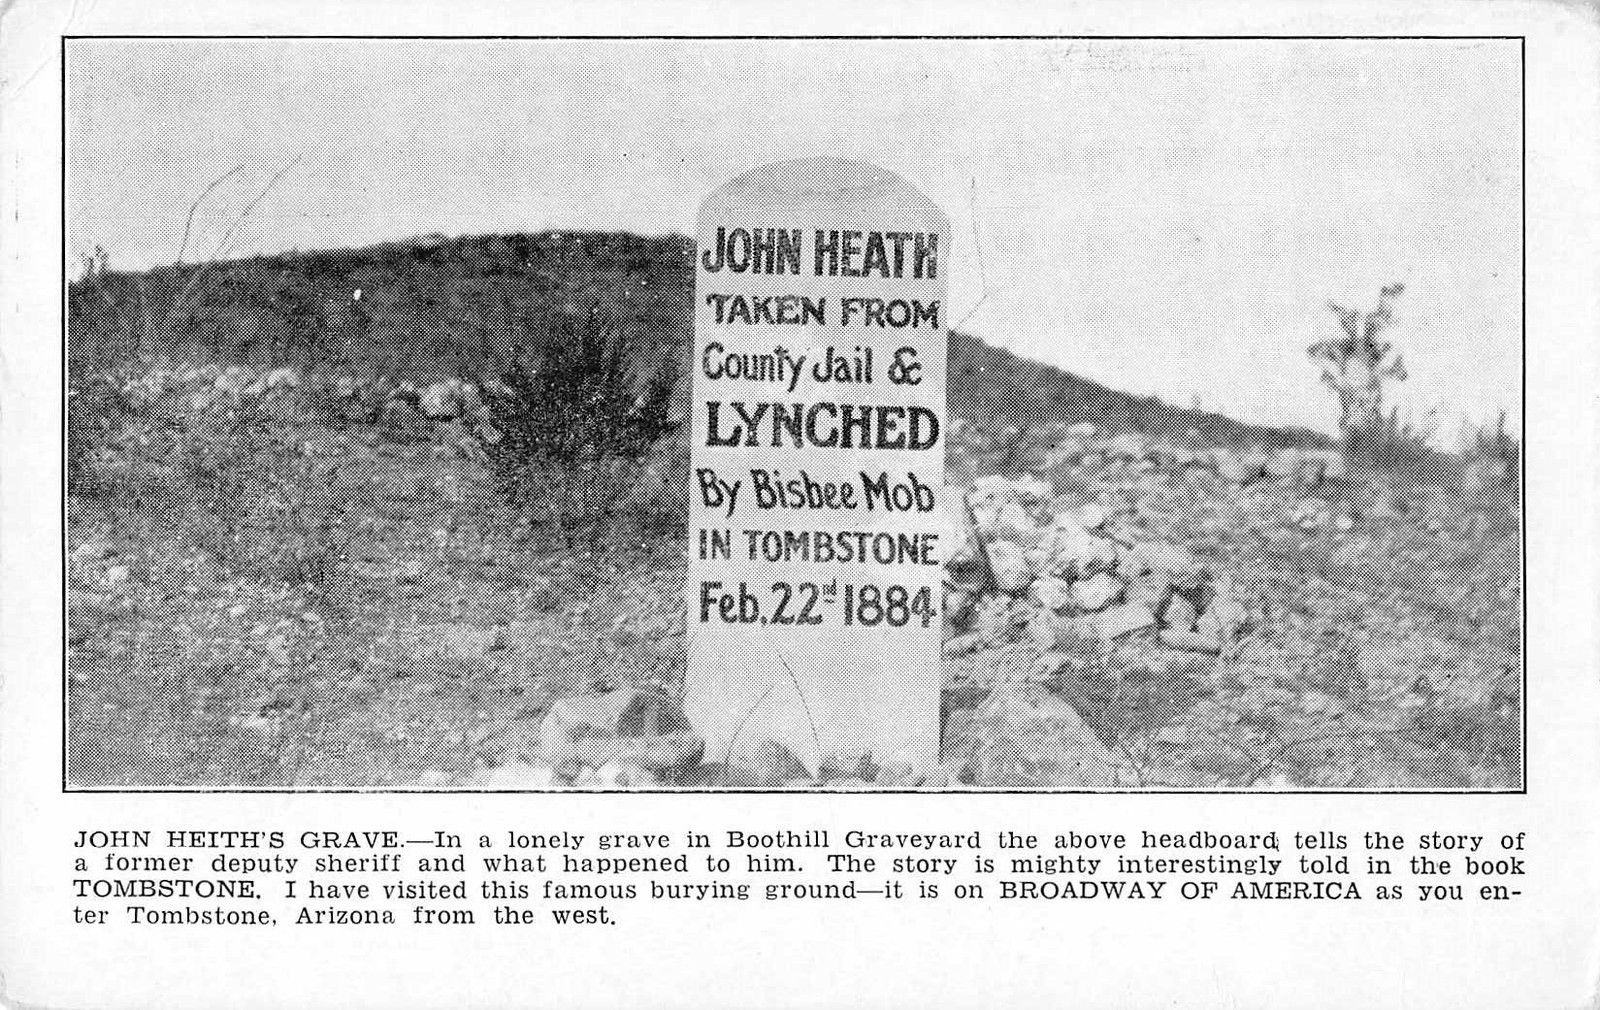 JOHN HEATH
TAKEN FROM
County Jail &
LYNCHED
By Bisbee Mob
IN TOMBSTONE
Feb. 22nd 1884
JOHN HEITH'S GRAVE.—In a lonely grave in Boothill Graveyard the above headboard tells the story of
a former deputy sheriff and what happened to him. The story is mighty interestingly told in the book
TOMBSTONE. I have visited this famous burying ground—it is on BROADWAY OF AMERICA as you en-
ter Tombstone, Arizona from the west.